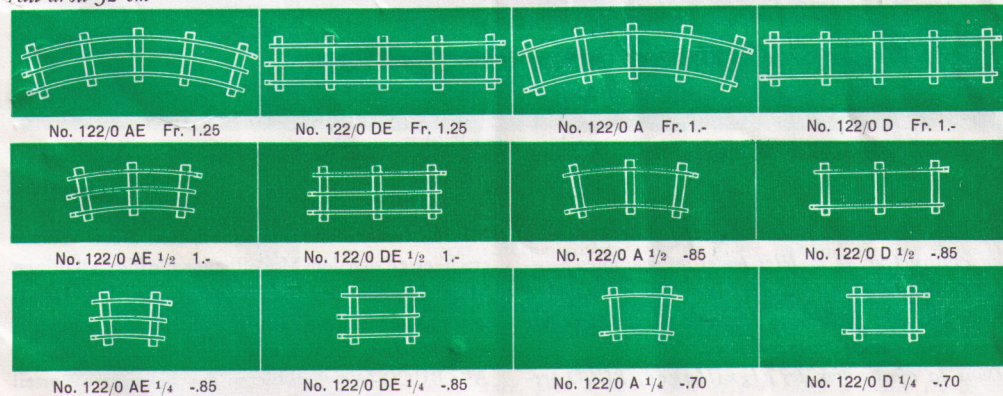 No. 122/0 AE Fr. 1.25 No. 122/0 DE Fr. 1.25 No. 122/0 A Fr. 1.- No. 122/0 D Fr. 1.-
No. 122/0 AE 1/2 1.- No. 122/0 DE 1/2 1.- No. 122/0 A 1/2 -85 No. 122/0 D 1/2 -.85
No. 122/0 AE 1/4 -.85 No. 122/0 DE 1/4 -.85 No. 122/0 A 1/4 -.70 No. 122/0 D 1/4 -.70